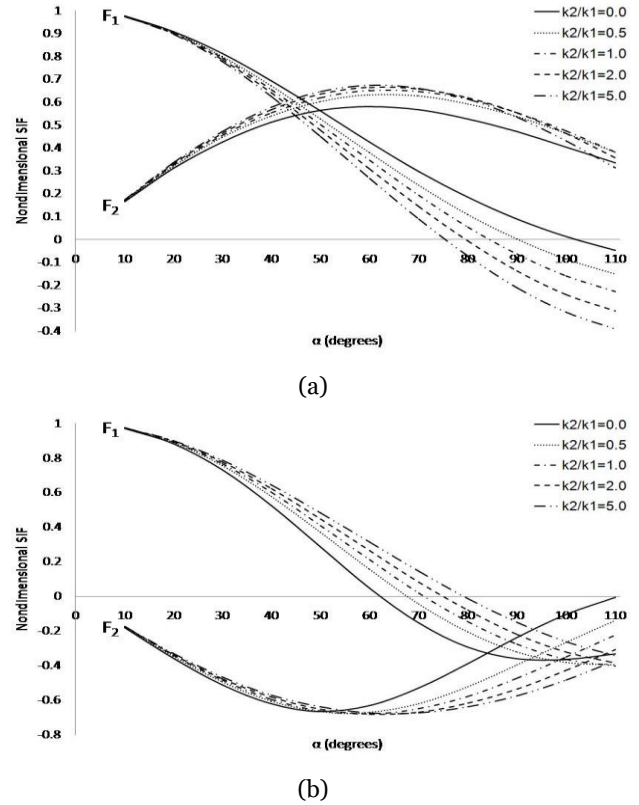 F1
k2/k1=0.0
k2/k1=0.5
k2/k1=1.0
k2/k1=2.0
k2/k1=5.0
F2
Nondimensional SIF
1
0.9
0.8
0.7
0.6
0.5
0.4
0.3
0.2
0.1
0
-0.1
-0.2
-0.3
-0.4
0 10 20 30 40 50 60 70 80 90 100 110
α (degrees)
(a)
F1
k2/k1=0.0
k2/k1=0.5
k2/k1=1.0
k2/k1=2.0
k2/k1=5.0
F2
Nondimensional SIF
1
0.8
0.6
0.4
0.2
0
-0.2
-0.4
-0.6
-0.8
0 10 20 30 40 50 60 70 80 90 100 110
α (degrees)
(b)